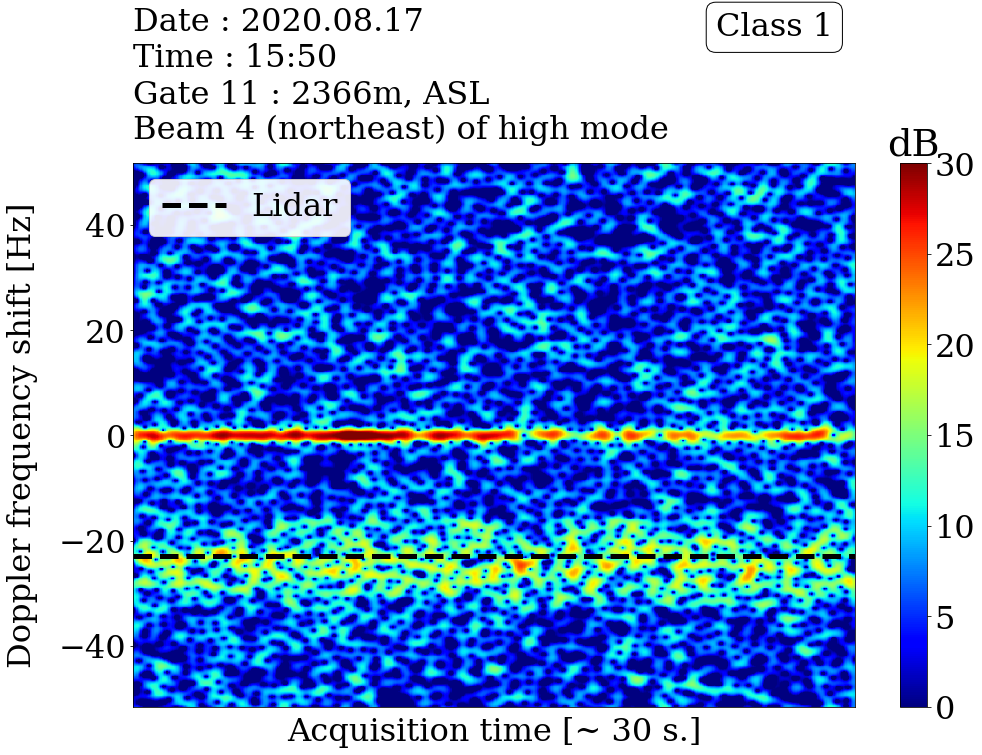 Date : 2020.08.17
Time : 15:50
Gate 11 : 2366m, ASL
Beam 4 (northeast) of high mode
Class 1
dB
Lidar
Doppler frequency shift [Hz]
40
20
0
−20
−40
30
25
20
15
10
5
0
Acquisition time [~ 30 s.]